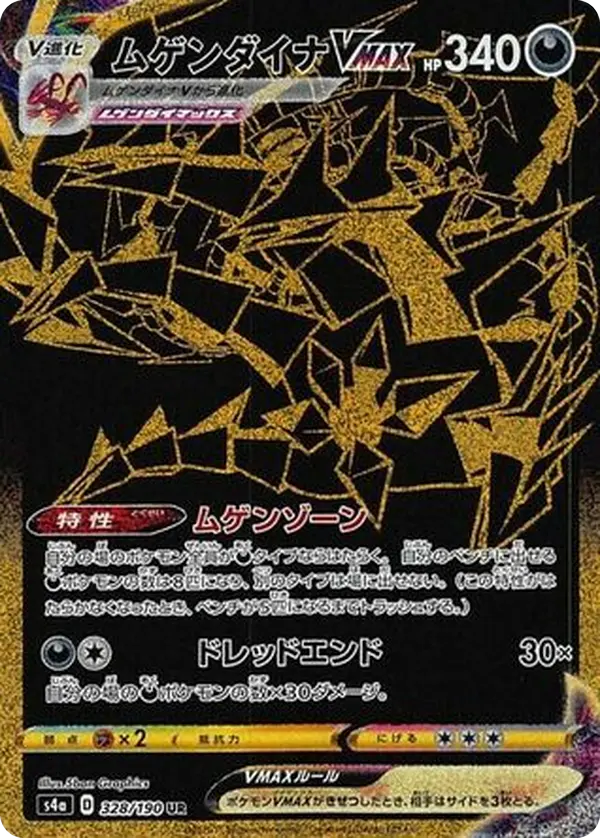 V進化
ムゲンダイナVMAX HP340
ムゲンダイナVから進化
ムゲンダイマックス
特性 とくせい ムゲンゾーン
自分の場のポケモン全員が悪タイプならはたらく。自分のベンチに出せる
ポケモンの数は8匹になり、別のタイプは場に出せない。(この特性がは
たらかなくなったとき、ベンチが5匹になるまでトラッシュする。)
ドレッドエンド 30×
自分の場のポケモンの数×30ダメージ。
弱点 ×2 抵抗力 にげる
Illus. 5ban Graphics
s4a D 328/190 UR
VMAXルール
ポケモンVMAXがきぜつしたとき、相手はサイドを3枚とる。